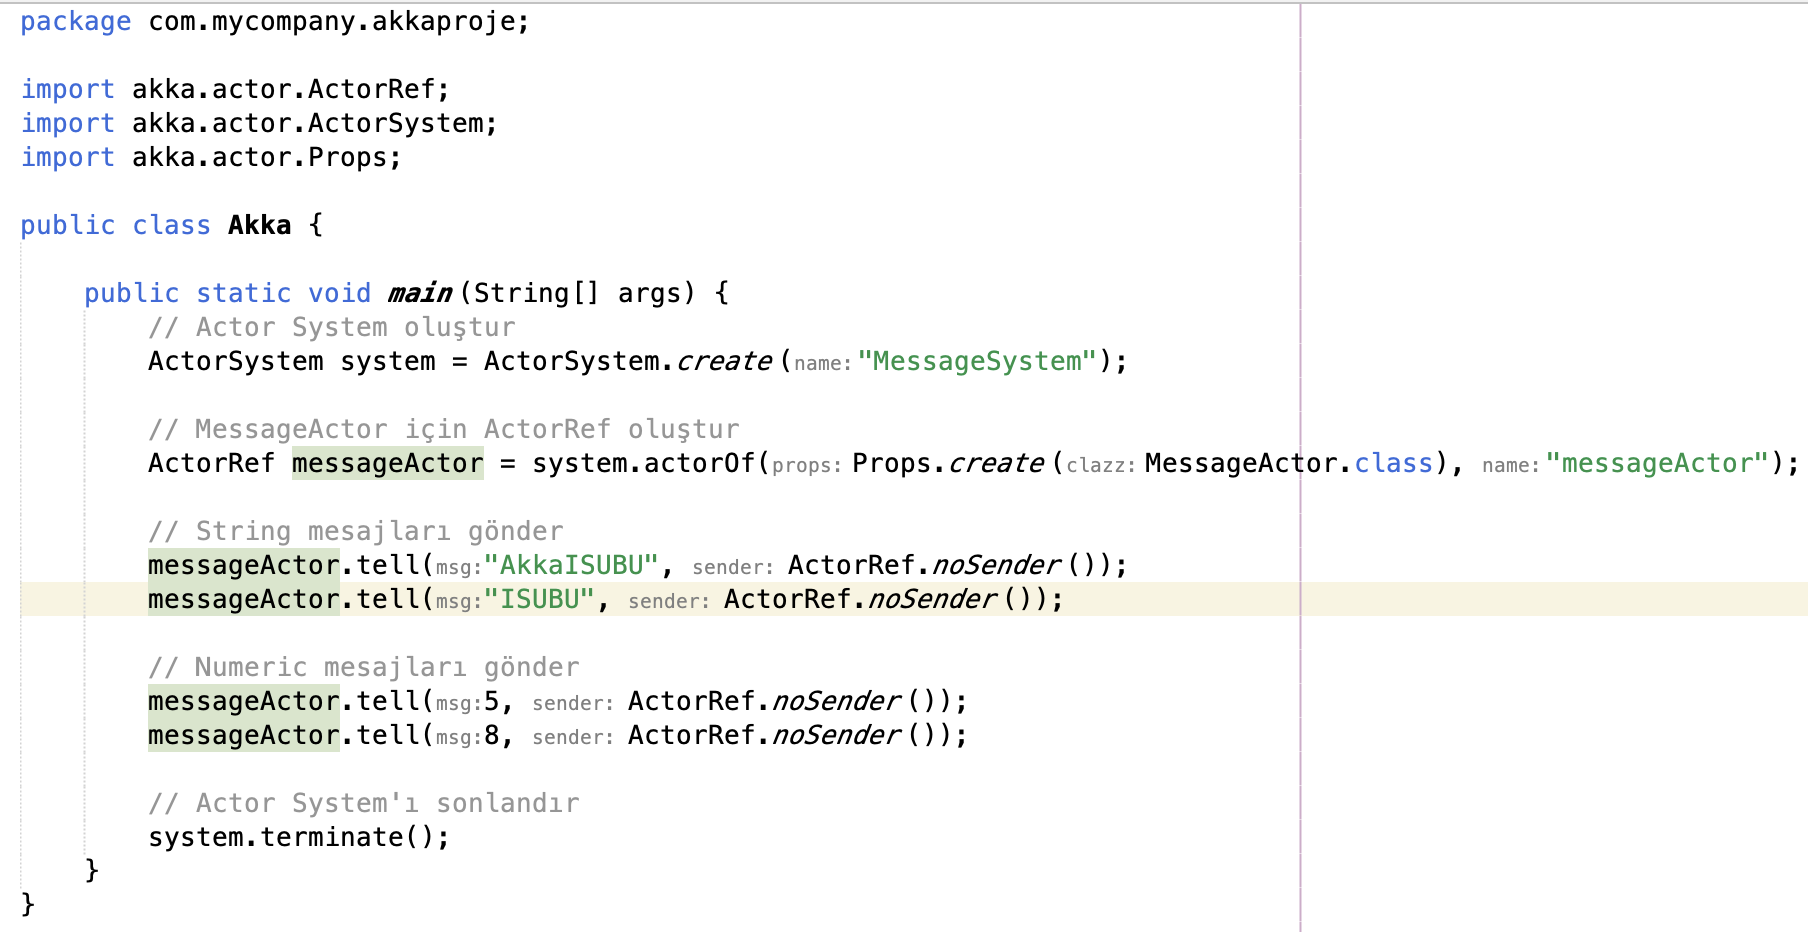 package com.mycompany.akkaproje;
import akka.actor.ActorRef;
import akka.actor.ActorSystem;
import akka.actor.Props;
public class Akka {
public static void main(String[] args) {
// Actor System oluştur
ActorSystem system = ActorSystem.create(name:"MessageSystem");
// MessageActor için ActorRef oluştur
ActorRef messageActor = system.actorOf(props: Props.create(clazz: MessageActor.class), name:"messageActor");
// String mesajları gönder
messageActor.tell(msg:"AkkaISUBU", sender: ActorRef.noSender());
messageActor.tell(msg:"ISUBU", sender: ActorRef.noSender());
// Numeric mesajları gönder
messageActor.tell(msg:5, sender: ActorRef.noSender());
messageActor.tell(msg:8, sender: ActorRef.noSender());
// Actor System'ı sonlandır
system.terminate();
}
}